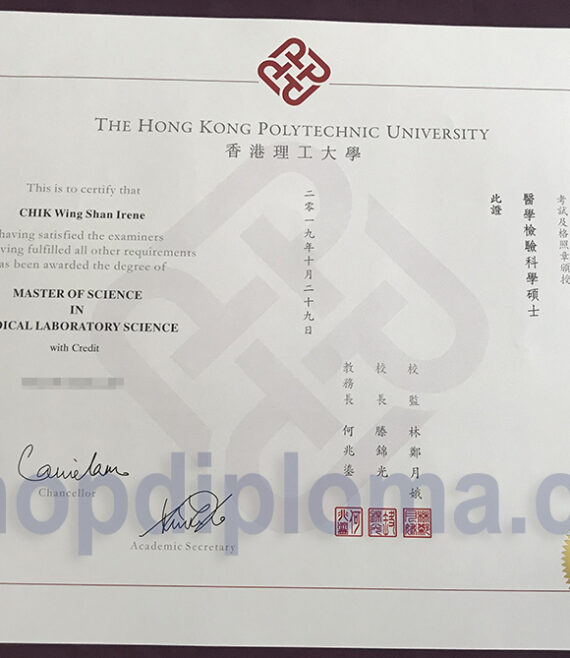 THE HONG KONG POLYTECHNIC UNIVERSITY
香港理工大學
This is to certify that
CHIK Wing Shan Irene
having satisfied the examiners
ving fulfilled all other requirements
as been awarded the degree of
MASTER OF SCIENCE
IN
DICAL LABORATORY SCIENCE
with Credit
考試及格照章頒授
醫學檢驗科學碩士
此證
二零一九年十月二十九日
校監 林鄭月娥
校長 滕錦光
教務長 何兆鎏
Chancellor
Academic Secretary
hopdiploma.c